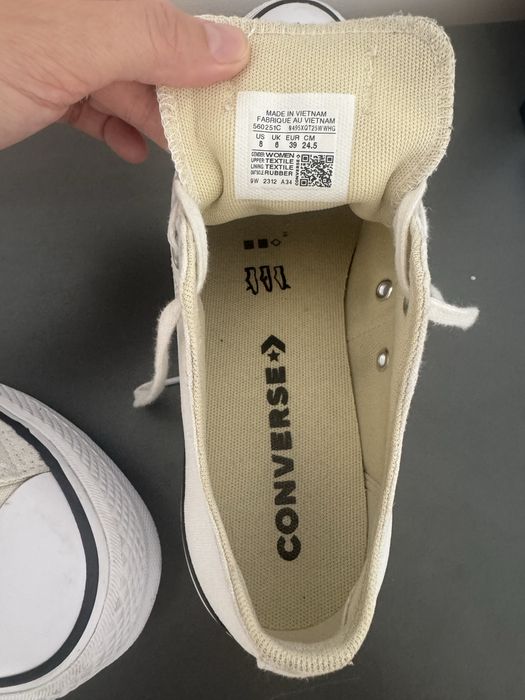 MADE IN VIETNAM
FABRIQUE AU VIETNAM
560251C
US UK EUR CM
8 6 39 24.5
GENDER WOMEN
UPPER TEXTILE
LINING TEXTILE
OUTSOLE RUBBER
9W 2312 A34
CONVERSE